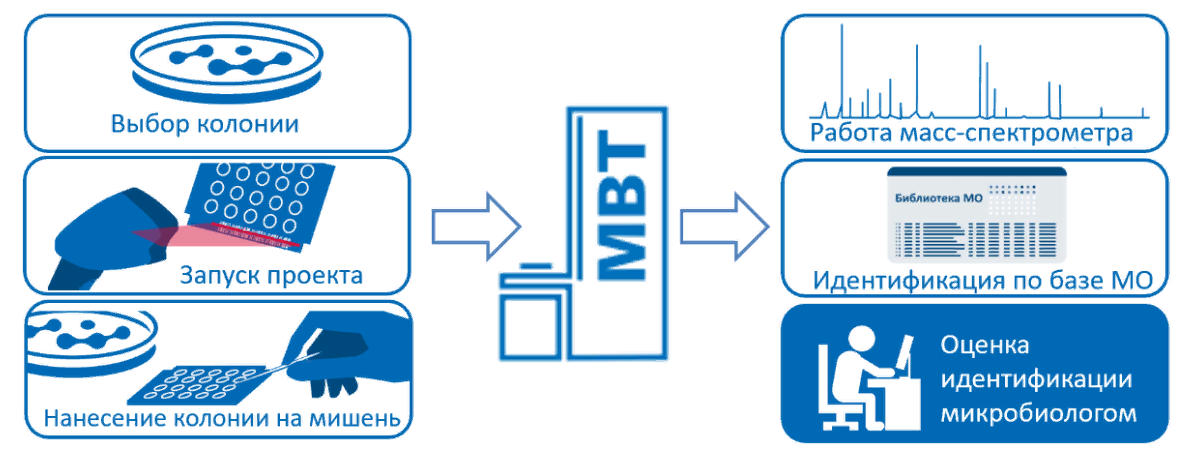 Выбор колонии
Запуск проекта
Нанесение колонии на мишень
MBT
Работа масс-спектрометра
Библиотека МО
Идентификация по базе МО
Оценка
идентификации
микробиологом